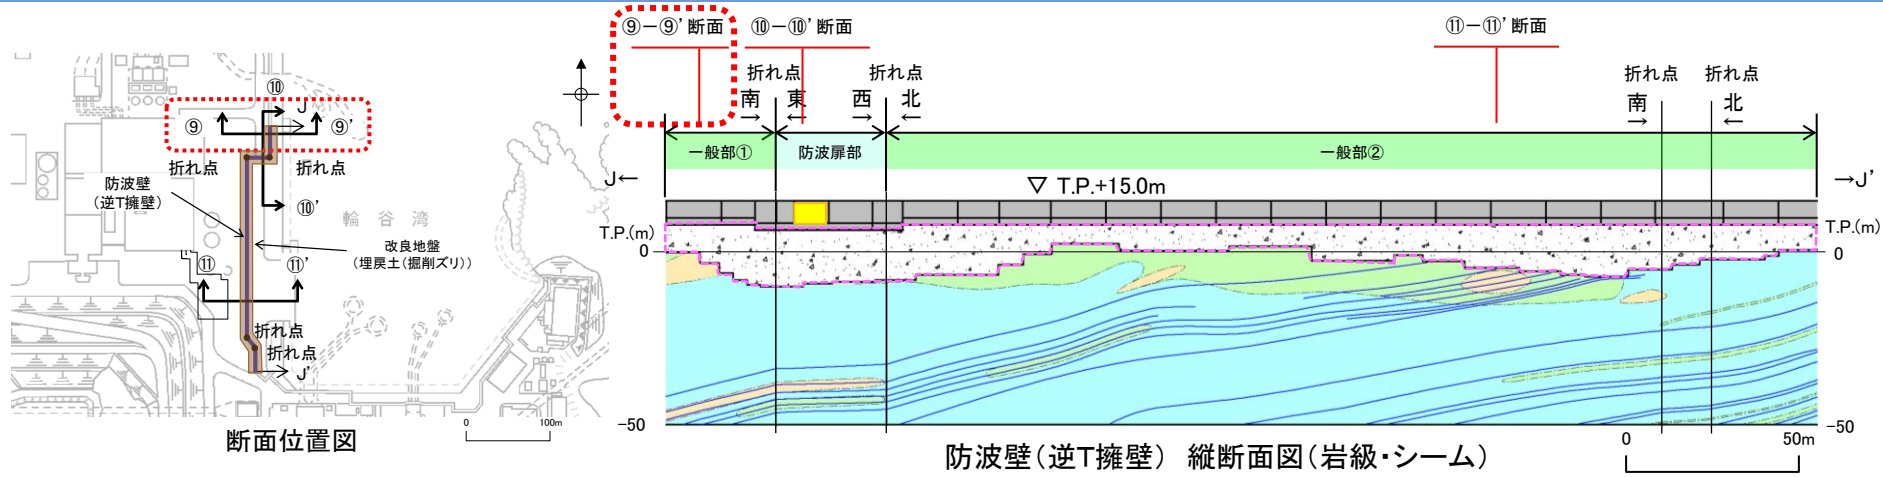 ⑩
J
⑨
⑨'
折れ点
折れ点
防波壁
(逆T擁壁)
⑩'
輪谷湾
改良地盤
(埋戻土(掘削ズリ))
⑪
⑪'
折れ点
折れ点
J'
0
100m
断面位置図
⑨-⑨'断面
⑩-⑩'断面
⑪-⑪'断面
折れ点
折れ点
折れ点
折れ点
南
東
西
北
南
北
→
←
→
←
→
←
一般部①
防波扉部
一般部②
J←
▽ T.P.+15.0m
→J'
T.P.(m)
T.P.(m)
0
0
-50
-50
防波壁(逆T擁壁) 縦断面図(岩級・シーム)
0
50m